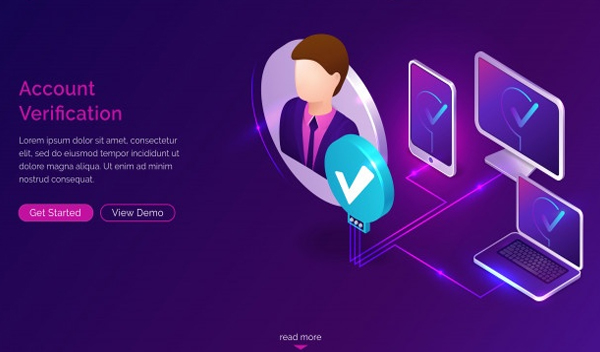 Account
Verification
Lorem ipsum dolor sit amet, consectetur
elit, sed do eiusmod tempor incididunt ut
dolore magna aliqua. Ut enim ad minim
nostrud consequat.
Get Started
View Demo
read more